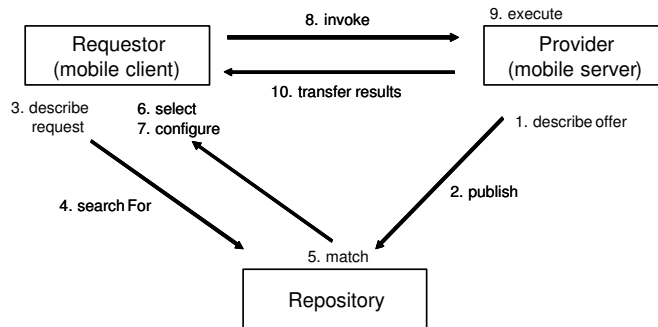 8. invoke
9. execute
Requestor
(mobile client)
Provider
(mobile server)
10. transfer results
3. describe
request
6. select
7. configure
1. describe offer
4. search For
2. publish
5. match
Repository